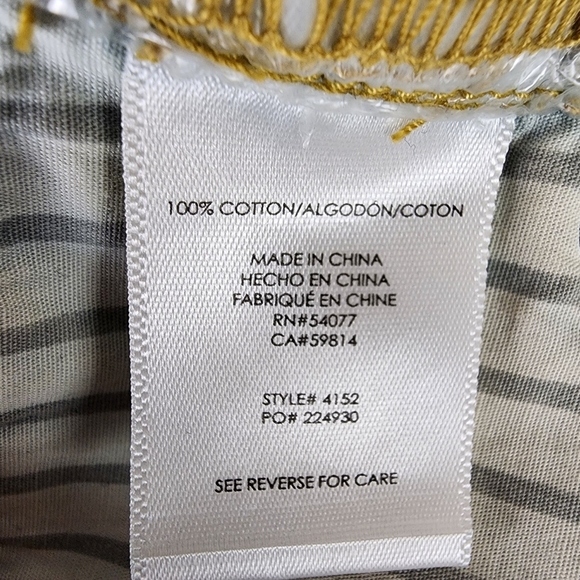 100% COTTON/ALGODÓN/COTON
MADE IN CHINA
HECHO EN CHINA
FABRIQUÉ EN CHINE
RN#54077
CA#59814
STYLE# 4152
PO# 224930
SEE REVERSE FOR CARE